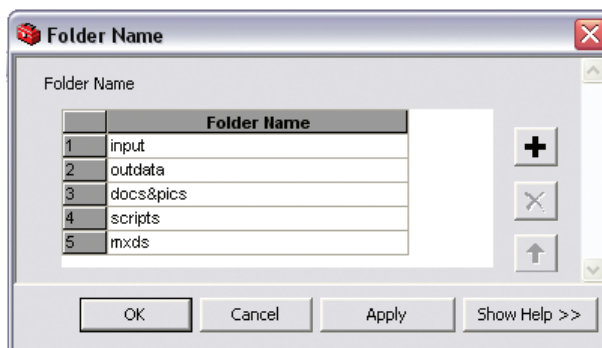 Folder Name
Folder Name
Folder Name
1 input
2 outdata
3 docs&pics
4 scripts
5 mxds
OK Cancel Apply Show Help >>